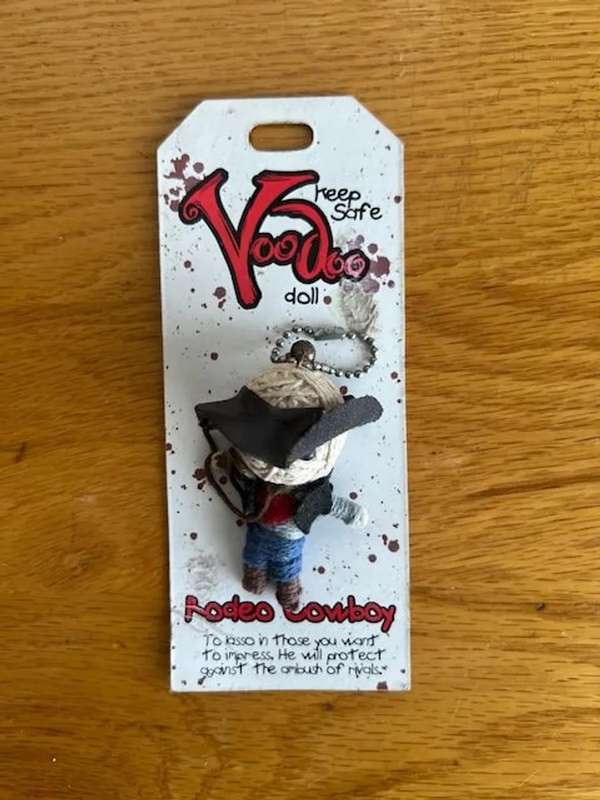 Keep
Safe
Voodoo
doll
Rodeo Cowboy
To lasso in those you want
to impress. He will protect
against the ambush of rivals.*